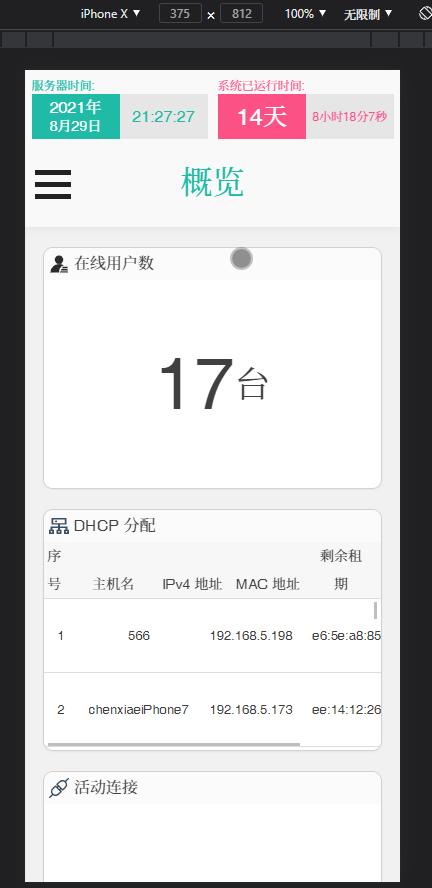 iPhone X ▼ 375 × 812 100% ▼ 无限制 ▼
服务器时间:
2021年
8月29日
21:27:27
系统已运行时间:
14天
8小时18分7秒
概览
在线用户数
17台
DHCP 分配
序号 主机名 IPv4 地址 MAC 地址 剩余租期
1 566 192.168.5.198 e6:5e:a8:85
2 chenxiaeiPhone7 192.168.5.173 ee:14:12:26
活动连接